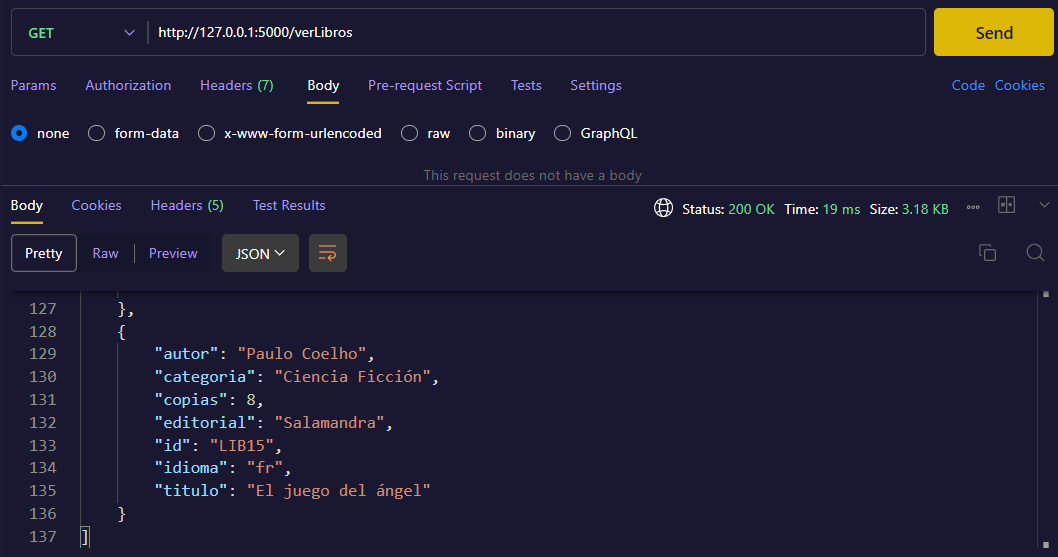 GET http://127.0.0.1:5000/verLibros Send
Params Authorization Headers (7) Body Pre-request Script Tests Settings Code Cookies
none form-data x-www-form-urlencoded raw binary GraphQL
This request does not have a body
Body Cookies Headers (5) Test Results Status: 200 OK Time: 19 ms Size: 3.18 KB
Pretty Raw Preview JSON
127 },
128 {
129 "autor": "Paulo Coelho",
130 "categoria": "Ciencia Ficción",
131 "copias": 8,
132 "editorial": "Salamandra",
133 "id": "LIB15",
134 "idioma": "fr",
135 "titulo": "El juego del ángel"
136 }
137 ]